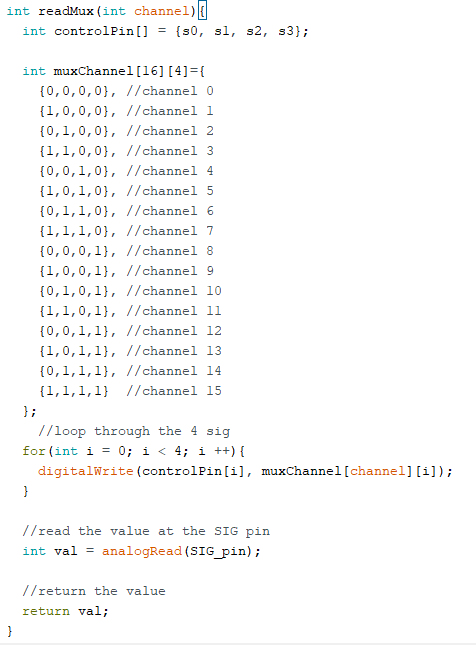 int readMux(int channel){
  int controlPin[] = {s0, s1, s2, s3};

  int muxChannel[16][4]={
    {0,0,0,0}, //channel 0
    {1,0,0,0}, //channel 1
    {0,1,0,0}, //channel 2
    {1,1,0,0}, //channel 3
    {0,0,1,0}, //channel 4
    {1,0,1,0}, //channel 5
    {0,1,1,0}, //channel 6
    {1,1,1,0}, //channel 7
    {0,0,0,1}, //channel 8
    {1,0,0,1}, //channel 9
    {0,1,0,1}, //channel 10
    {1,1,0,1}, //channel 11
    {0,0,1,1}, //channel 12
    {1,0,1,1}, //channel 13
    {0,1,1,1}, //channel 14
    {1,1,1,1}  //channel 15
  };
    //loop through the 4 sig
  for(int i = 0; i < 4; i ++){
    digitalWrite(controlPin[i], muxChannel[channel][i]);
  }

  //read the value at the SIG pin
  int val = analogRead(SIG_pin);

  //return the value
  return val;
}